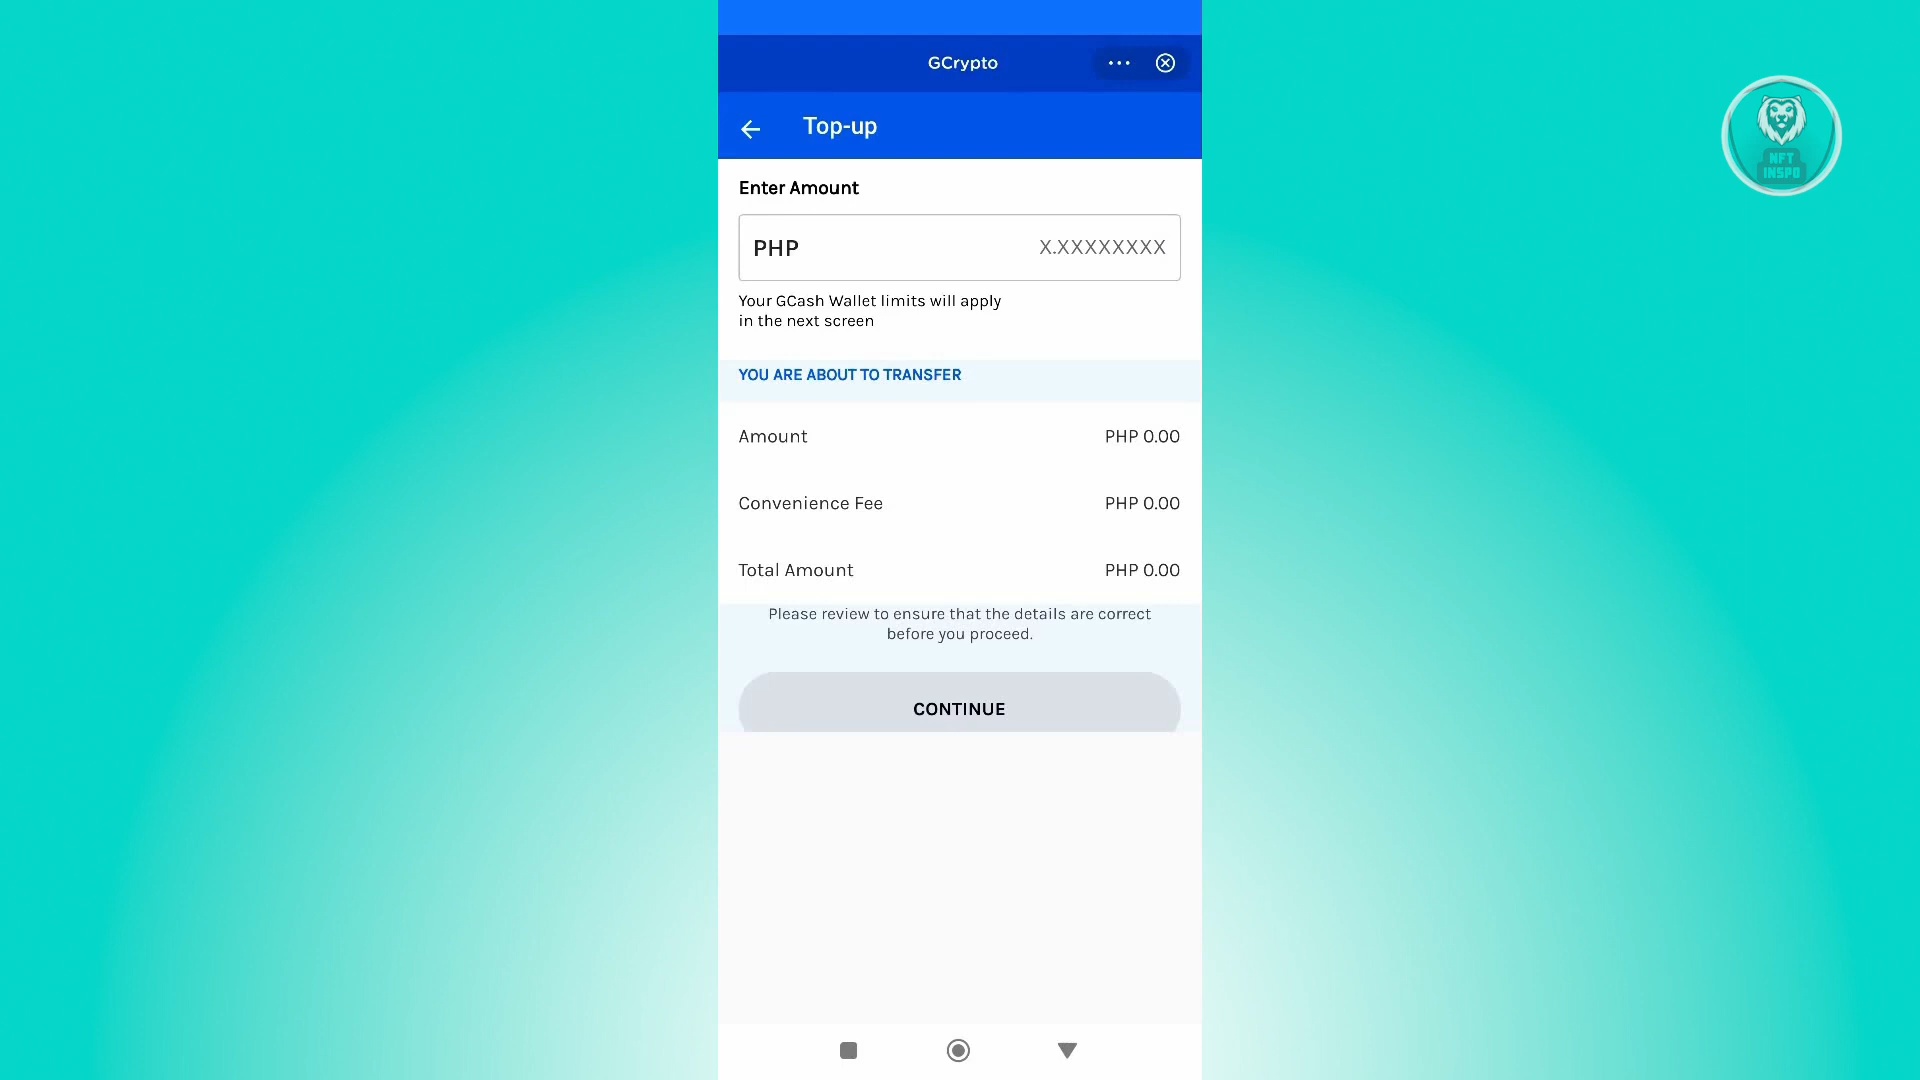 GCrypto
Top-up
NFT
INSPO
Enter Amount
PHP X.XXXXXXXX
Your GCash Wallet limits will apply
in the next screen
YOU ARE ABOUT TO TRANSFER
Amount PHP 0.00
Convenience Fee PHP 0.00
Total Amount PHP 0.00
Please review to ensure that the details are correct
before you proceed.
CONTINUE